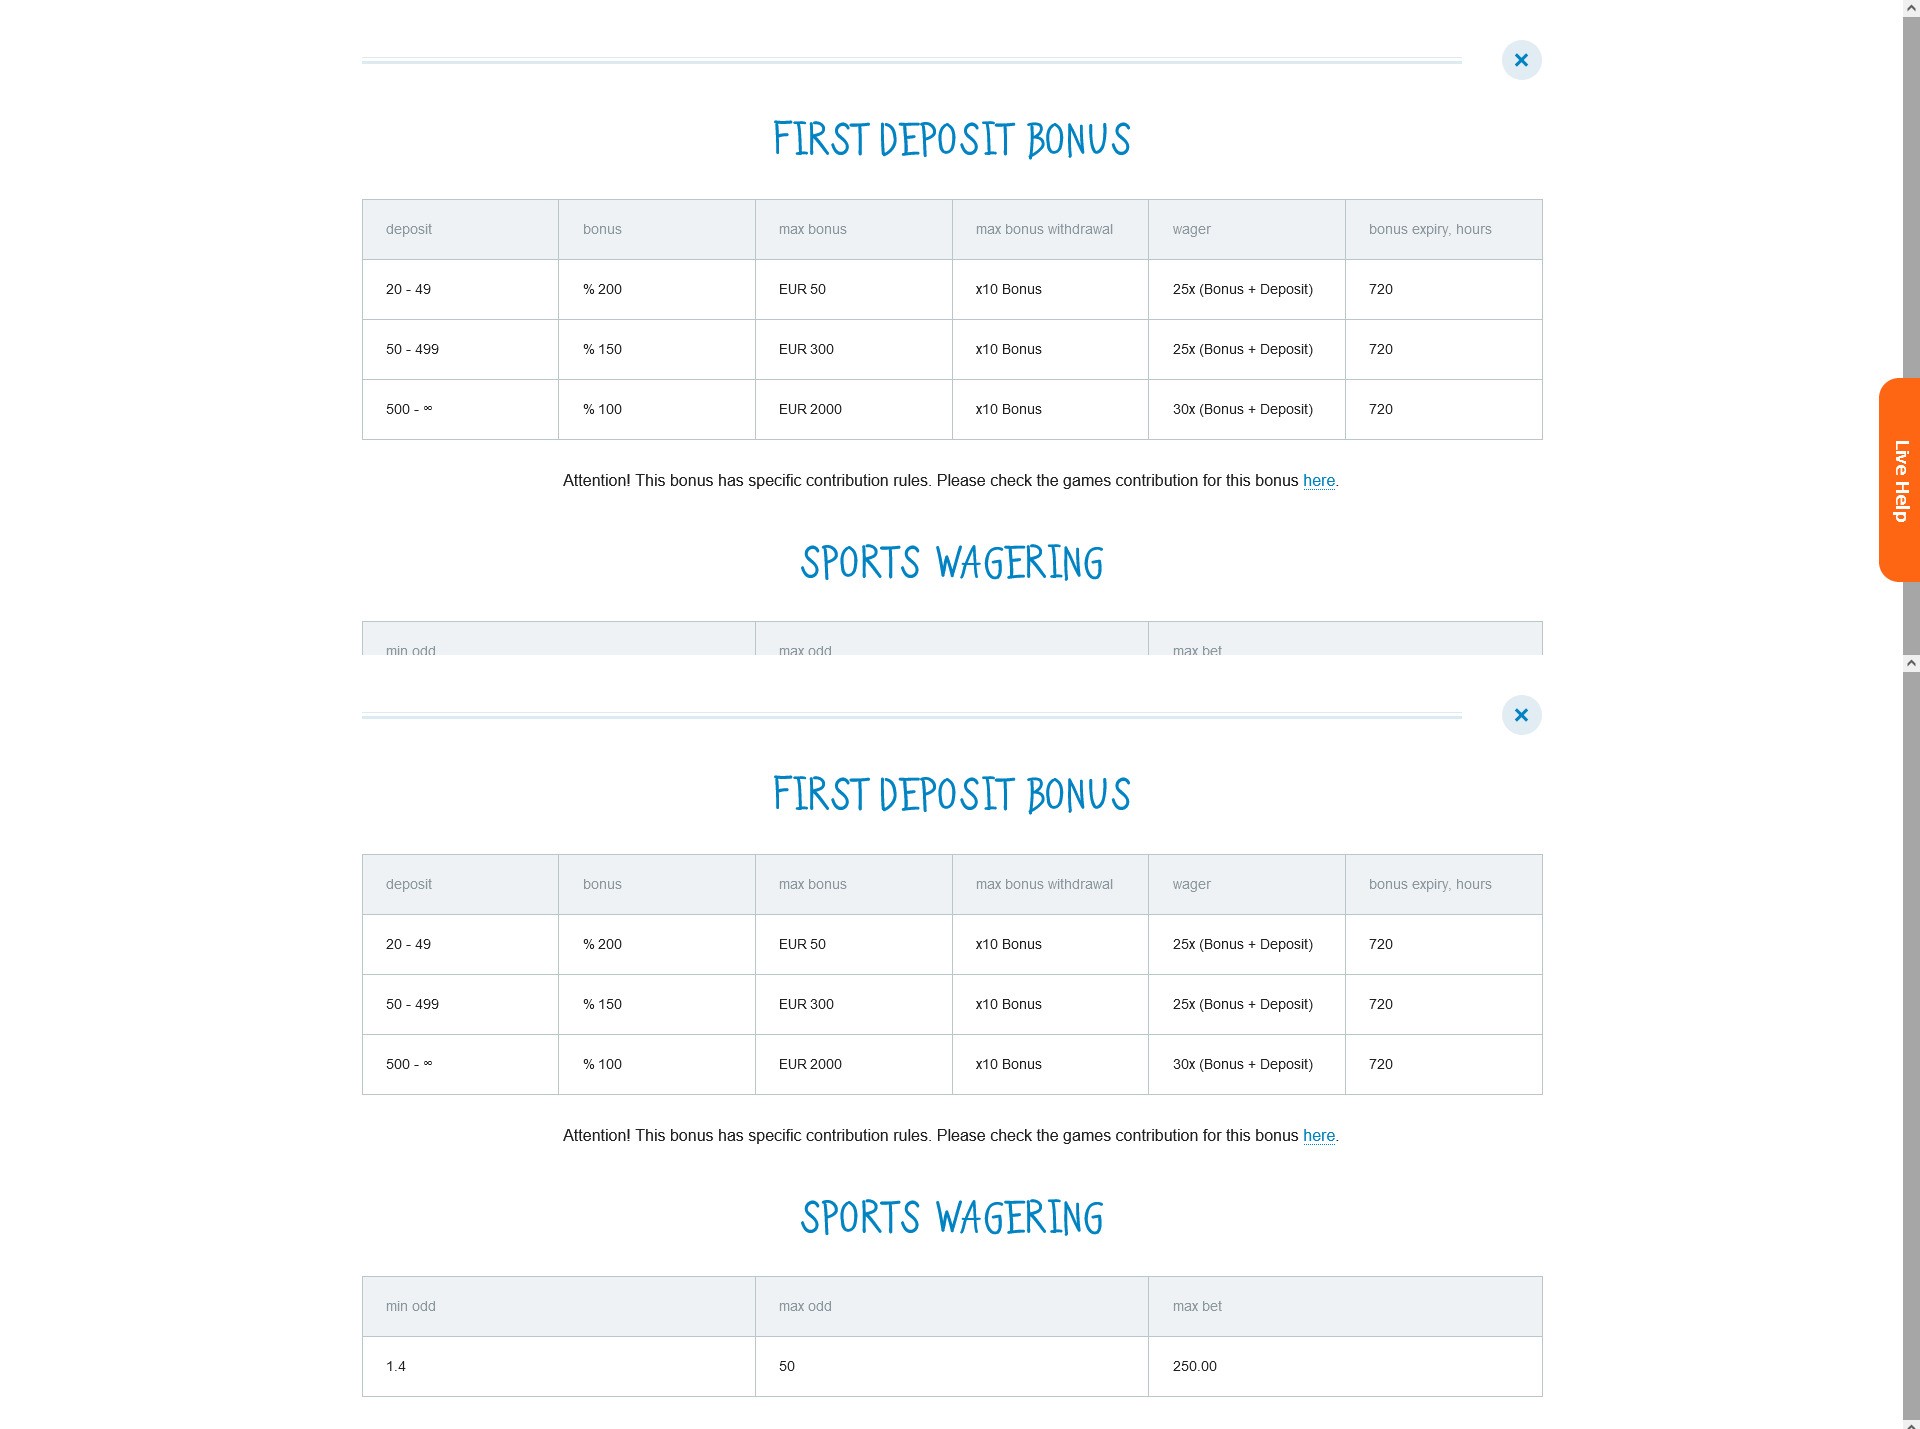 FIRST DEPOSIT BONUS
deposit bonus max bonus max bonus withdrawal wager bonus expiry, hours
20 - 49 % 200 EUR 50 x10 Bonus 25x (Bonus + Deposit) 720
50 - 499 % 150 EUR 300 x10 Bonus 25x (Bonus + Deposit) 720
500 - ∞ % 100 EUR 2000 x10 Bonus 30x (Bonus + Deposit) 720
Attention! This bonus has specific contribution rules. Please check the games contribution for this bonus here.
Live Help
SPORTS WAGERING
min odd max odd max bet
FIRST DEPOSIT BONUS
deposit bonus max bonus max bonus withdrawal wager bonus expiry, hours
20 - 49 % 200 EUR 50 x10 Bonus 25x (Bonus + Deposit) 720
50 - 499 % 150 EUR 300 x10 Bonus 25x (Bonus + Deposit) 720
500 - ∞ % 100 EUR 2000 x10 Bonus 30x (Bonus + Deposit) 720
Attention! This bonus has specific contribution rules. Please check the games contribution for this bonus here.
SPORTS WAGERING
min odd max odd max bet
1.4 50 250.00